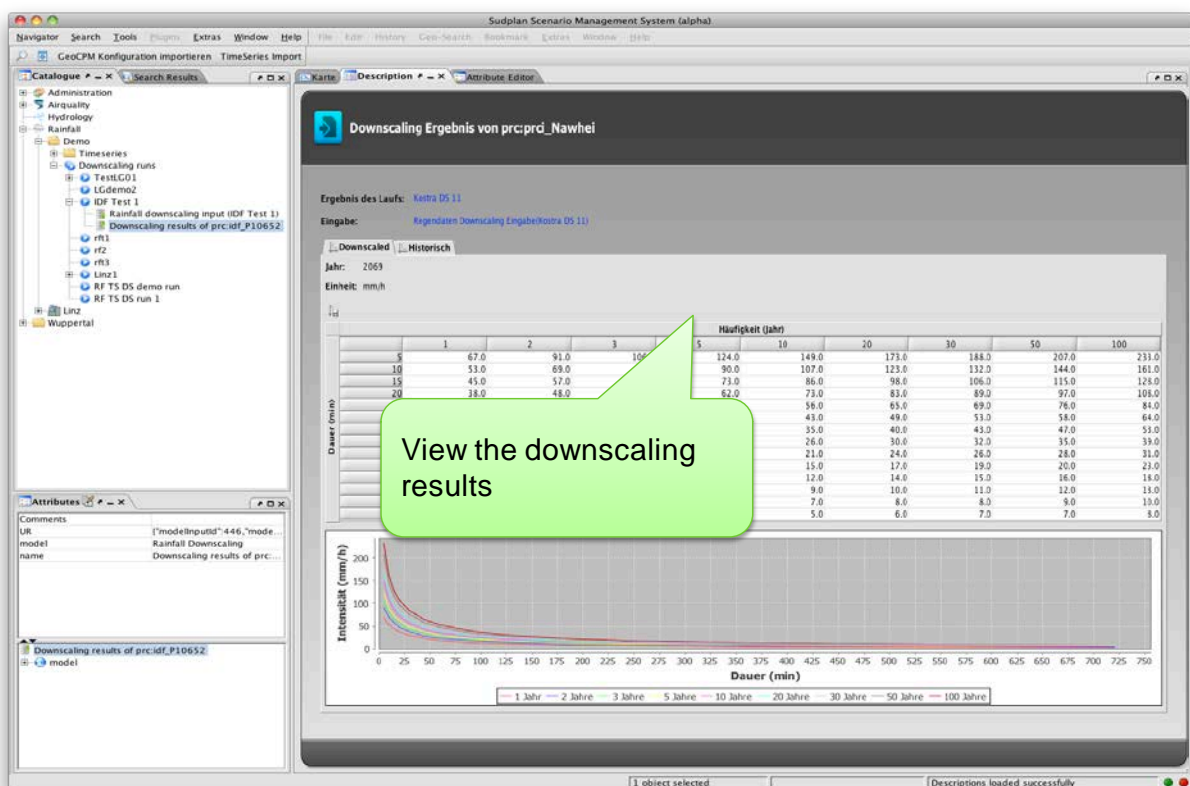 Sudplan Scenario Management System (alpha)
Navigator Search Tools Plugins Extras Window Help File Edit History Geo-Search Bookmark Extras Window Help
GeoCPM Konfiguration importieren TimeSeries Import
Catalogue Search Results
Karte Description Attribute Editor
Administration
Airquality
Hydrology
Rainfall
Demo
Timeseries
Downscaling runs
TestLG01
LGdemo2
IDF Test 1
Rainfall downscaling input (IDF Test 1)
Downscaling results of prc:idf_P10652
rft1
rf2
rft3
Linz1
RF TS DS demo run
RF TS DS run 1
Linz
Wuppertal
Attributes
Comments
UR {"modelInputId":446,"mode...
model Rainfall Downscaling
name Downscaling results of prc:...
Downscaling results of prc:idf_P10652
model
Downscaling Ergebnis von prc:prci_Nawhei
Ergebnis des Laufs: Kostra DS 11
Eingabe: Regendaten Downscaling Eingabe(Kostra DS 11)
Downscaled Historisch
Jahr: 2069
Einheit: mm/h
Häufigkeit (Jahr)
1 2 3 5 10 20 30 50 100
5 67.0 91.0 124.0 149.0 173.0 188.0 207.0 233.0
10 53.0 69.0 90.0 107.0 123.0 132.0 144.0 161.0
15 45.0 57.0 73.0 86.0 98.0 106.0 115.0 128.0
20 38.0 48.0 62.0 73.0 83.0 89.0 97.0 108.0
56.0 65.0 69.0 76.0 84.0
43.0 49.0 53.0 58.0 64.0
35.0 40.0 43.0 47.0 53.0
26.0 30.0 32.0 35.0 39.0
21.0 24.0 26.0 28.0 31.0
15.0 17.0 19.0 20.0 23.0
12.0 14.0 15.0 16.0 18.0
9.0 10.0 11.0 12.0 13.0
7.0 8.0 8.0 9.0 10.0
5.0 6.0 7.0 7.0 8.0
Dauer (min)
View the downscaling
results
Intensität (mm/h)
200
150
100
50
0
0 25 50 75 100 125 150 175 200 225 250 275 300 325 350 375 400 425 450 475 500 525 550 575 600 625 650 675 700 725 750
Dauer (min)
1 Jahr 2 Jahre 3 Jahre 5 Jahre 10 Jahre 20 Jahre 30 Jahre 50 Jahre 100 Jahre
1 object selected Descriptions loaded successfully